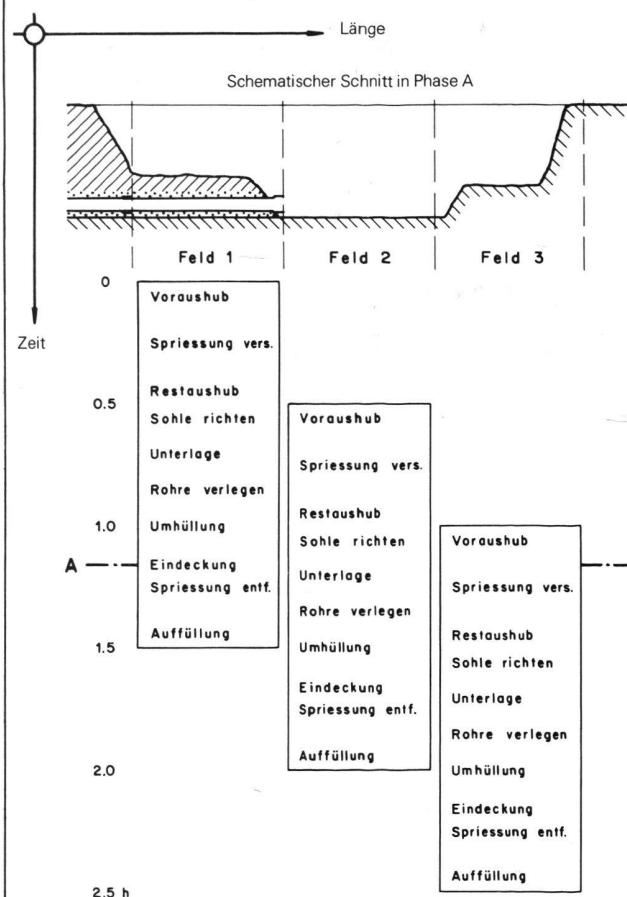 Länge
Schematischer Schnitt in Phase A
Feld 1
Feld 2
Feld 3
Zeit
0
0.5
1.0
A
1.5
2.0
2.5 h
Voraushub
Spriessung vers.
Restaushub
Sohle richten
Unterlage
Rohre verlegen
Umhüllung
Eindeckung
Spriessung entf.
Auffüllung
Voraushub
Spriessung vers.
Restaushub
Sohle richten
Unterlage
Rohre verlegen
Umhüllung
Eindeckung
Spriessung entf.
Auffüllung
Voraushub
Spriessung vers.
Restaushub
Sohle richten
Unterlage
Rohre verlegen
Umhüllung
Eindeckung
Spriessung entf.
Auffüllung